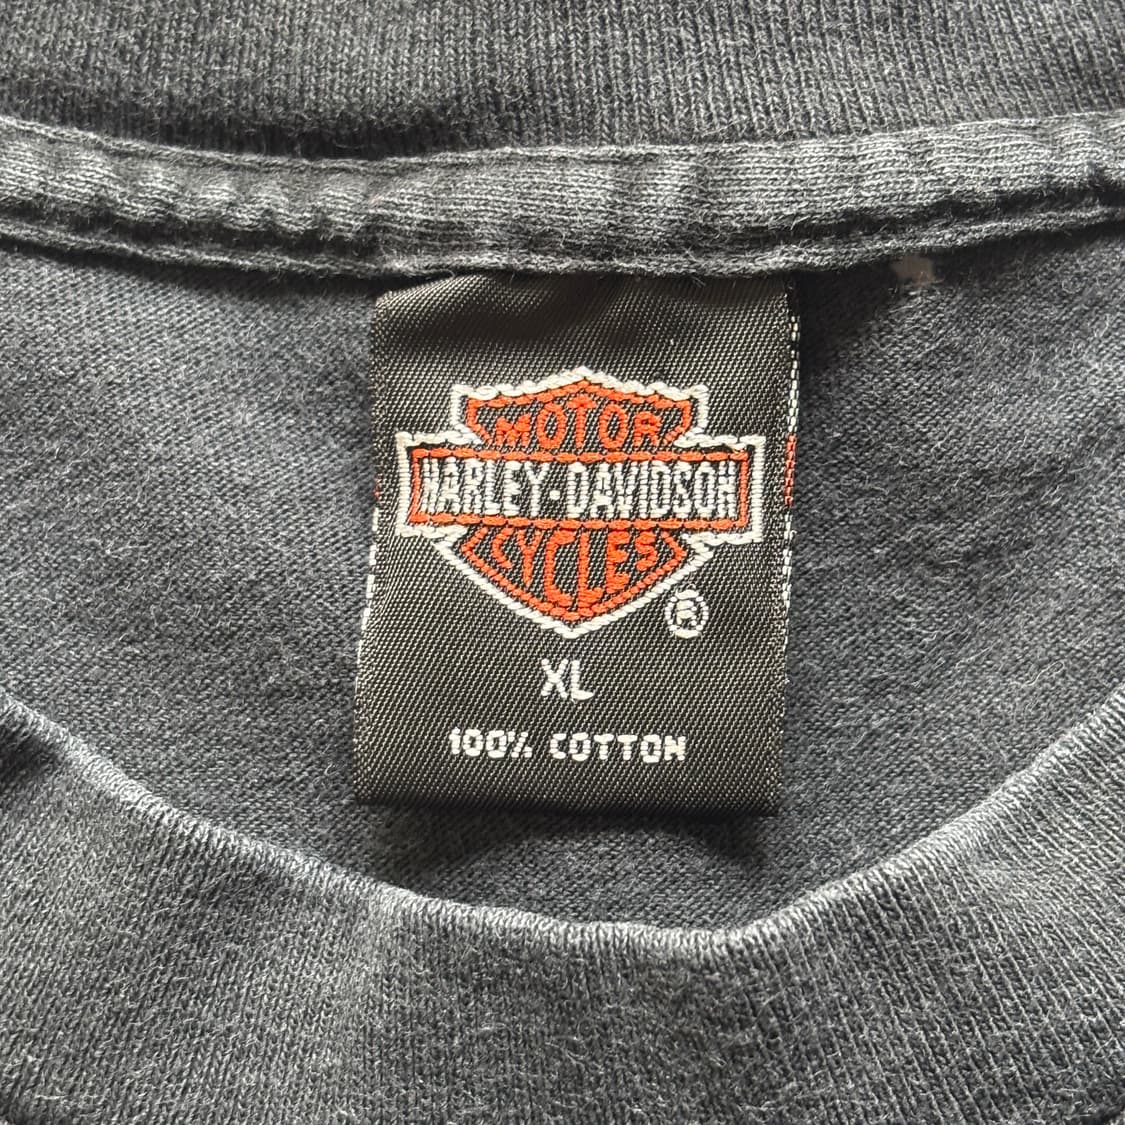 MOTOR
HARLEY-DAVIDSON
CYCLES
®
XL
100% COTTON